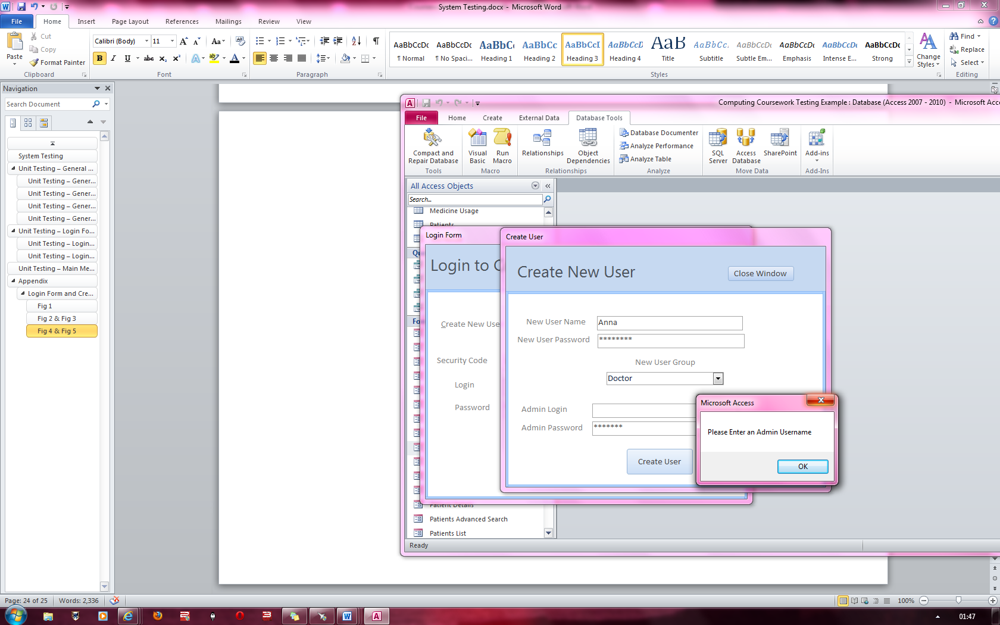 System Testing.docx - Microsoft Word
File Home Insert Page Layout References Mailings Review View
Paste
Cut
Copy
Format Painter
Clipboard
Calibri (Body) 11
Font
Paragraph
AaBbCcDc AaBbCcDc AaBbC AaBbCc AaBbCcI AaBbCcD AaB AaBbCc. AaBbCcDc AaBbCcDc AaBbCcDc AaBbCcDc
¶ Normal ¶ No Spaci... Heading 1 Heading 2 Heading 3 Heading 4 Title Subtitle Subtle Em... Emphasis Intense E... Strong
Styles
Change Styles
Find
Replace
Select
Editing
Navigation
Search Document
System Testing
Unit Testing – General ...
Unit Testing – Gener...
Unit Testing – Gener...
Unit Testing – Gener...
Unit Testing – Gener...
Unit Testing – Login Fo...
Unit Testing – Login...
Unit Testing – Login...
Unit Testing – Main Me...
Appendix
Login Form and Cre...
Fig 1
Fig 2 & Fig 3
Fig 4 & Fig 5
Computing Coursework Testing Example : Database (Access 2007 - 2010) - Microsoft Acc
File Home Create External Data Database Tools
Compact and Repair Database
Tools
Visual Basic
Run Macro
Macro
Relationships
Object Dependencies
Relationships
Database Documenter
Analyze Performance
Analyze Table
Analyze
SQL Server
Access Database
SharePoint
Move Data
Add-ins
Add-Ins
All Access Objects
Search...
Medicine Usage
Patients
Qu
Fo
Patient Details
Patients Advanced Search
Patients List
Ready
Login Form
Login to C
Create New Use
Security Code
Login
Password
Create User
Create New User
Close Window
New User Name Anna
New User Password ********
New User Group
Doctor
Admin Login
Admin Password *******
Create User
Microsoft Access
Please Enter an Admin Username
OK
Page: 24 of 25 Words: 2,336
100%
01:47